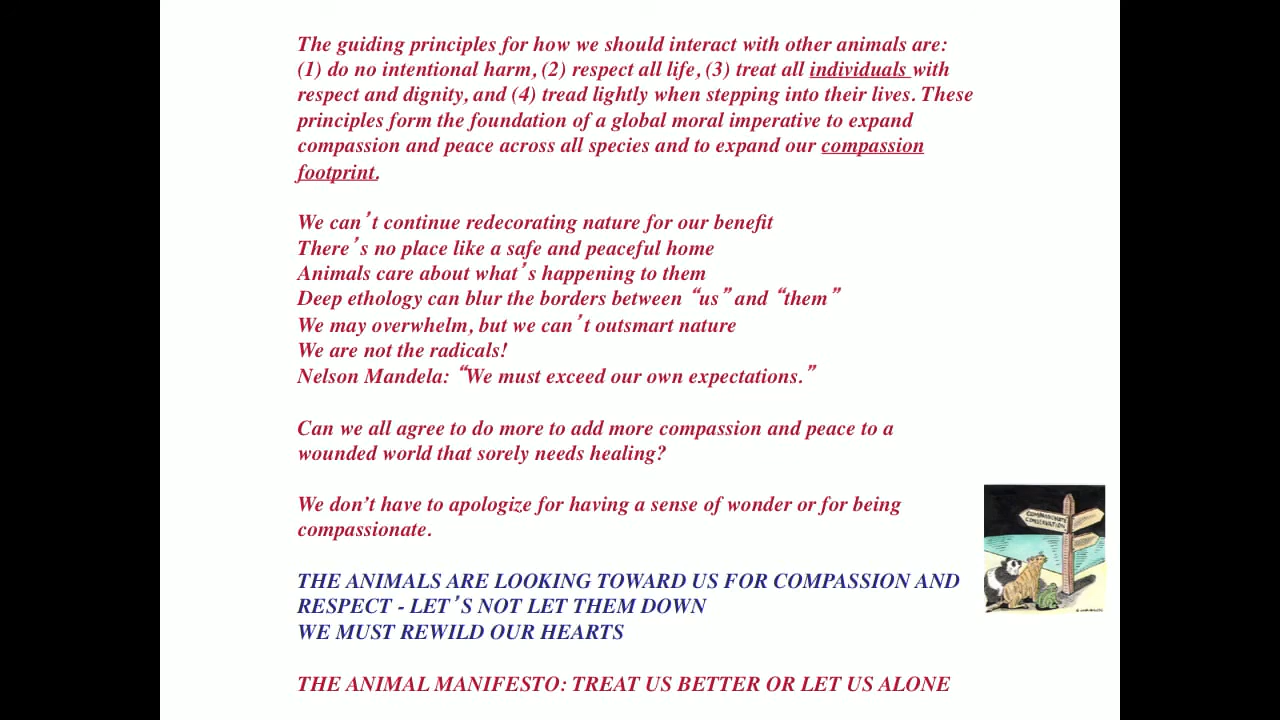 The guiding principles for how we should interact with other animals are:
(1) do no intentional harm, (2) respect all life, (3) treat all individuals with
respect and dignity, and (4) tread lightly when stepping into their lives. These
principles form the foundation of a global moral imperative to expand
compassion and peace across all species and to expand our compassion
footprint.
We can’t continue redecorating nature for our benefit
There’s no place like a safe and peaceful home
Animals care about what’s happening to them
Deep ethology can blur the borders between “us” and “them”
We may overwhelm, but we can’t outsmart nature
We are not the radicals!
Nelson Mandela: “We must exceed our own expectations.”
Can we all agree to do more to add more compassion and peace to a
wounded world that sorely needs healing?
We don’t have to apologize for having a sense of wonder or for being
compassionate.
COMPASSIONATE
CONSERVATION
THE ANIMALS ARE LOOKING TOWARD US FOR COMPASSION AND
RESPECT - LET’S NOT LET THEM DOWN
WE MUST REWILD OUR HEARTS
THE ANIMAL MANIFESTO: TREAT US BETTER OR LET US ALONE